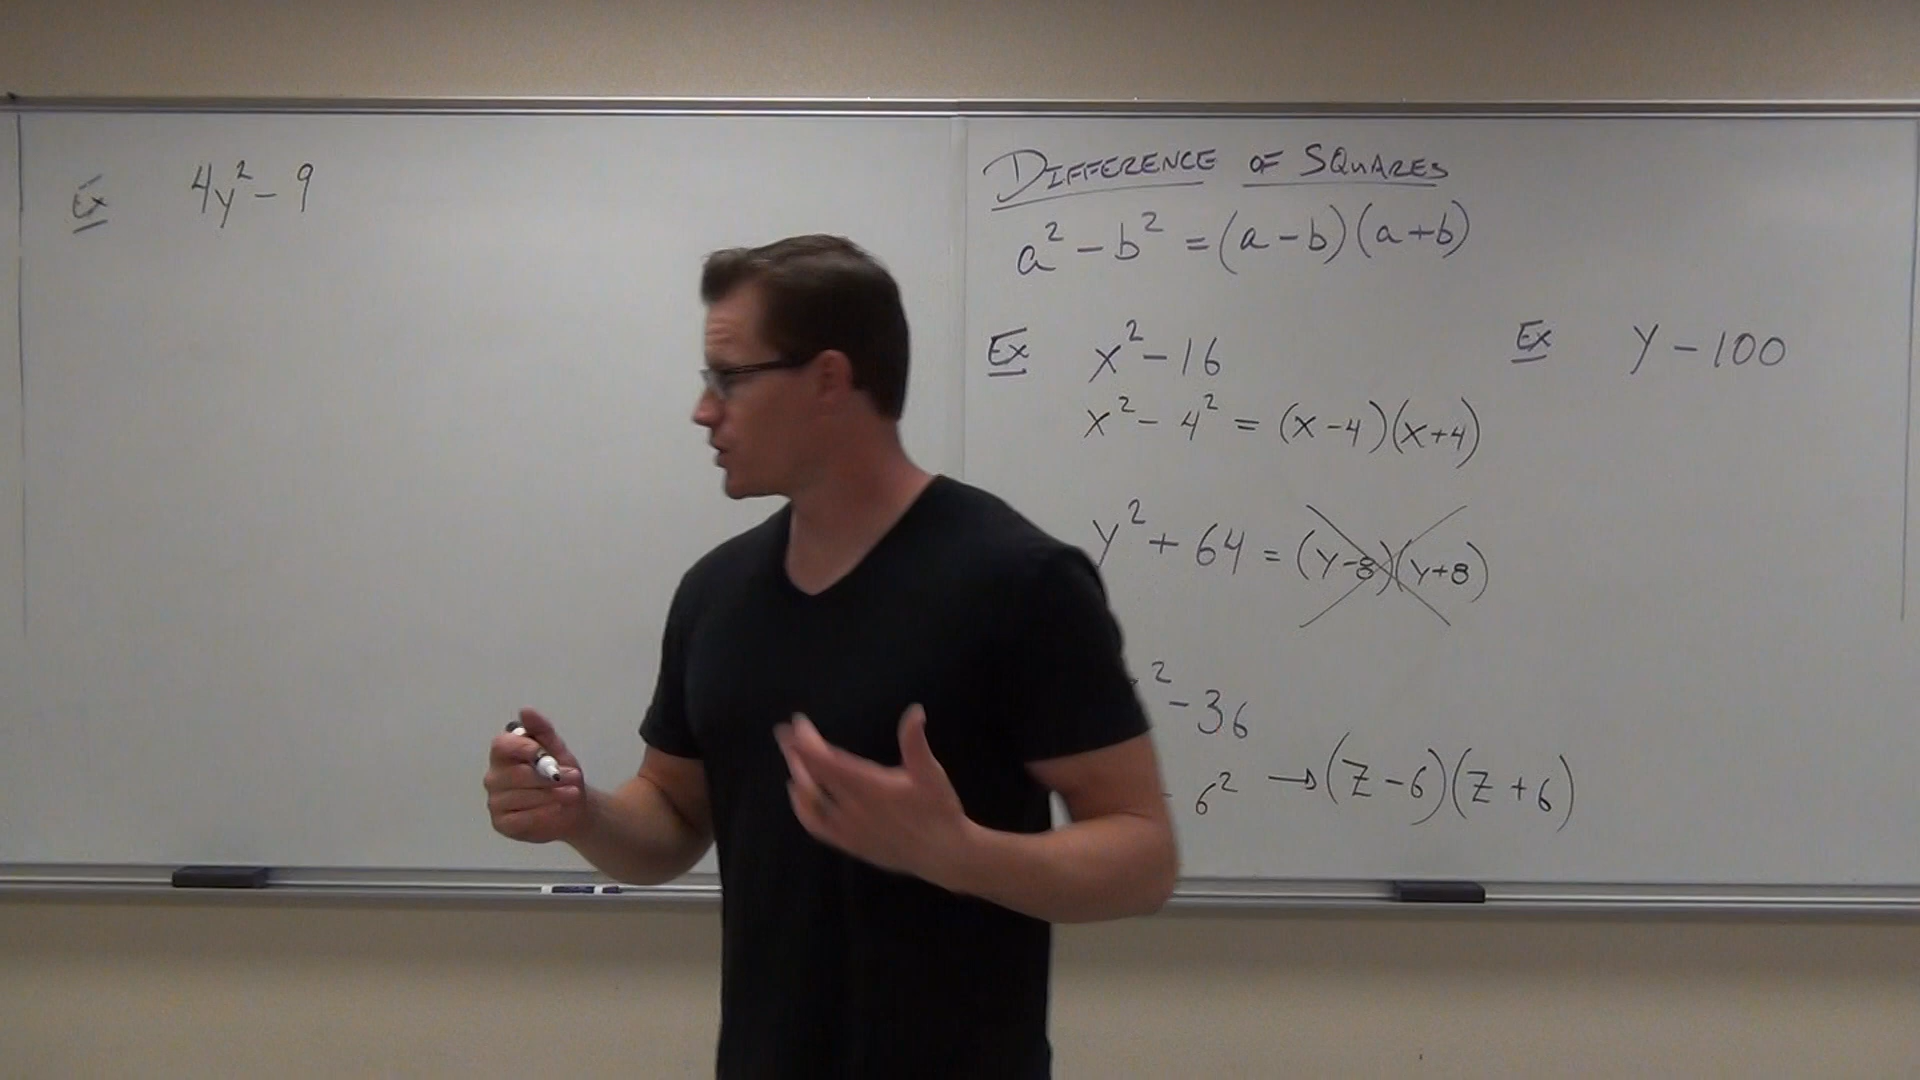 Ex 4y² - 9
DIFFERENCE OF SQUARES
a² - b² = (a - b)(a + b)
Ex x² - 16
x² - 4² = (x - 4)(x + 4)
y² + 64 = (y - 8)(y + 8)
² - 36
- 6² → (z - 6)(z + 6)
Ex y - 100